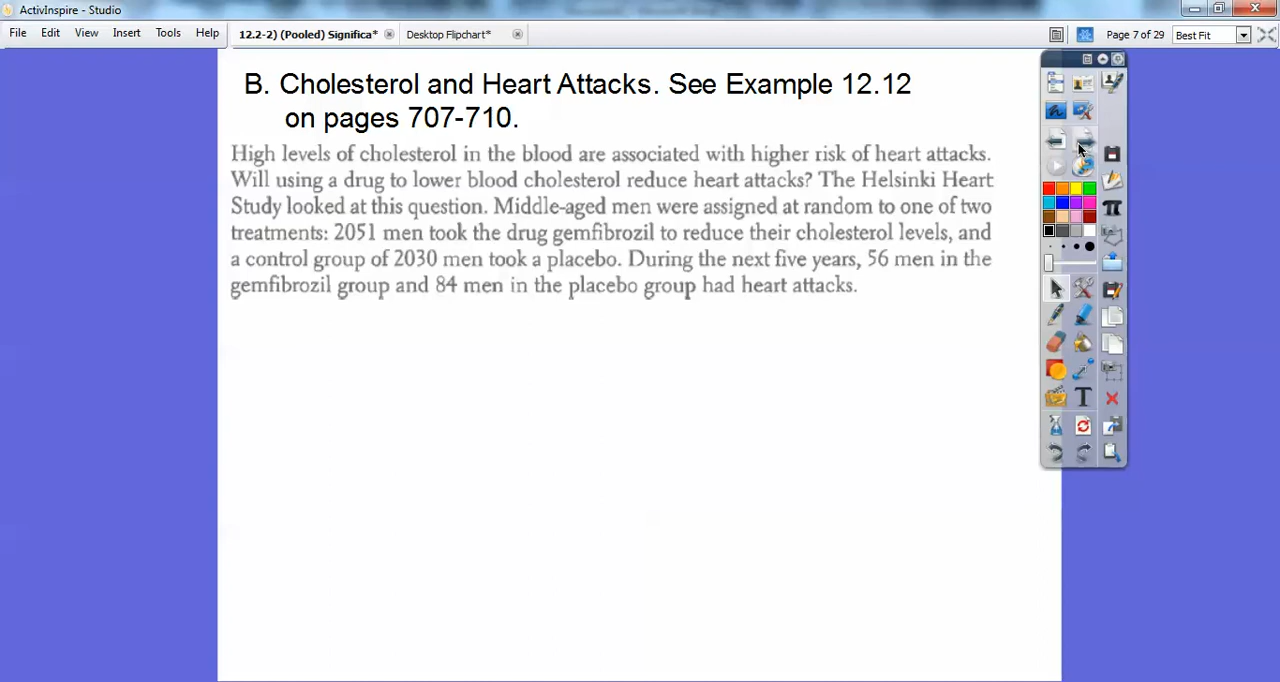 ActivInspire - Studio
File Edit View Insert Tools Help
12.2-2) (Pooled) Significa* Desktop Flipchart*
Page 7 of 29 Best Fit
B. Cholesterol and Heart Attacks. See Example 12.12
on pages 707-710.
High levels of cholesterol in the blood are associated with higher risk of heart attacks.
Will using a drug to lower blood cholesterol reduce heart attacks? The Helsinki Heart
Study looked at this question. Middle-aged men were assigned at random to one of two
treatments: 2051 men took the drug gemfibrozil to reduce their cholesterol levels, and
a control group of 2030 men took a placebo. During the next five years, 56 men in the
gemfibrozil group and 84 men in the placebo group had heart attacks.